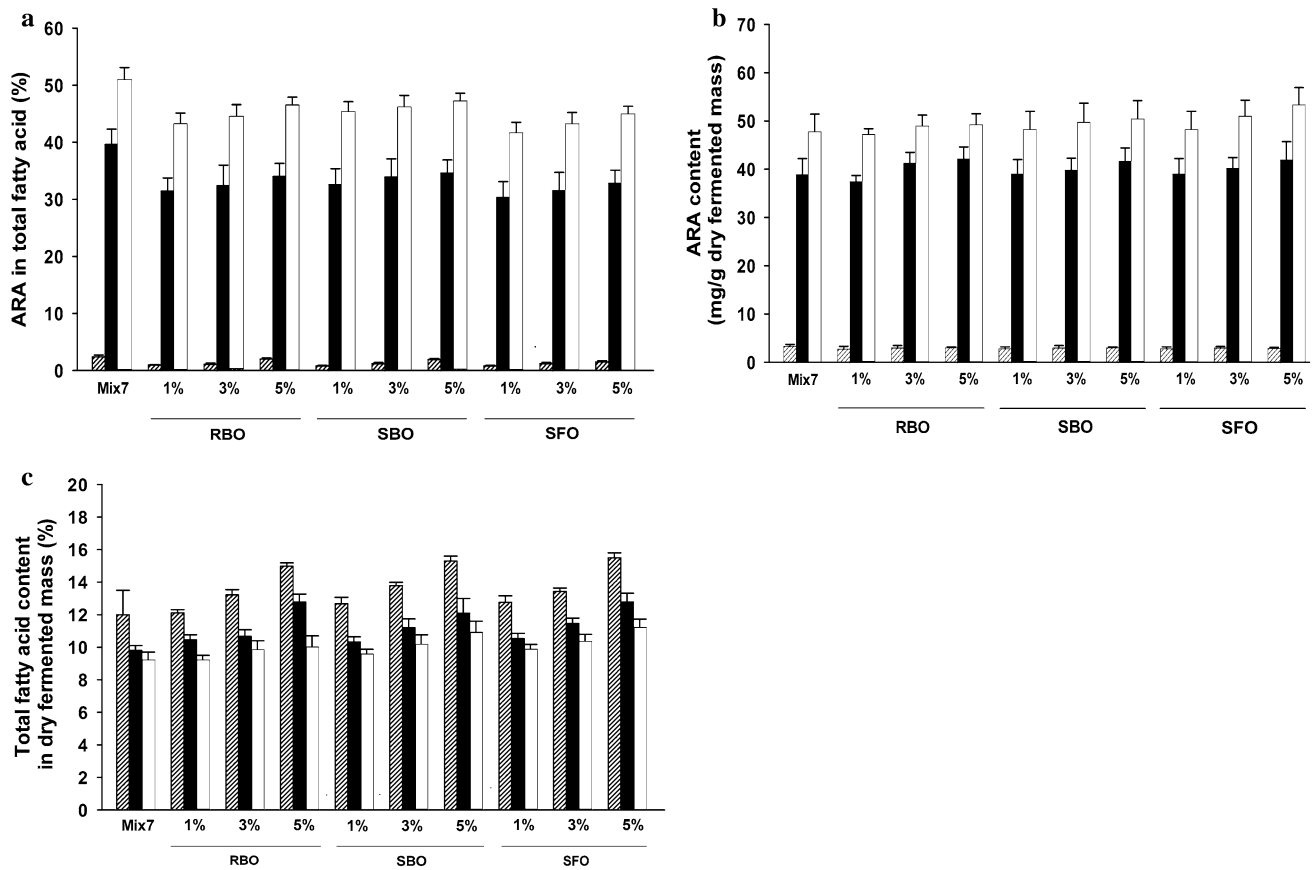 a
ARA in total fatty acid (%)
60
50
40
30
20
10
0
Mix7 1% 3% 5% 1% 3% 5% 1% 3% 5%
RBO SBO SFO
b
ARA content
(mg/g dry fermented mass)
70
60
50
40
30
20
10
0
Mix7 1% 3% 5% 1% 3% 5% 1% 3% 5%
RBO SBO SFO
c
Total fatty acid content
in dry fermented mass (%)
20
18
16
14
12
10
8
6
4
2
0
Mix7 1% 3% 5% 1% 3% 5% 1% 3% 5%
RBO SBO SFO